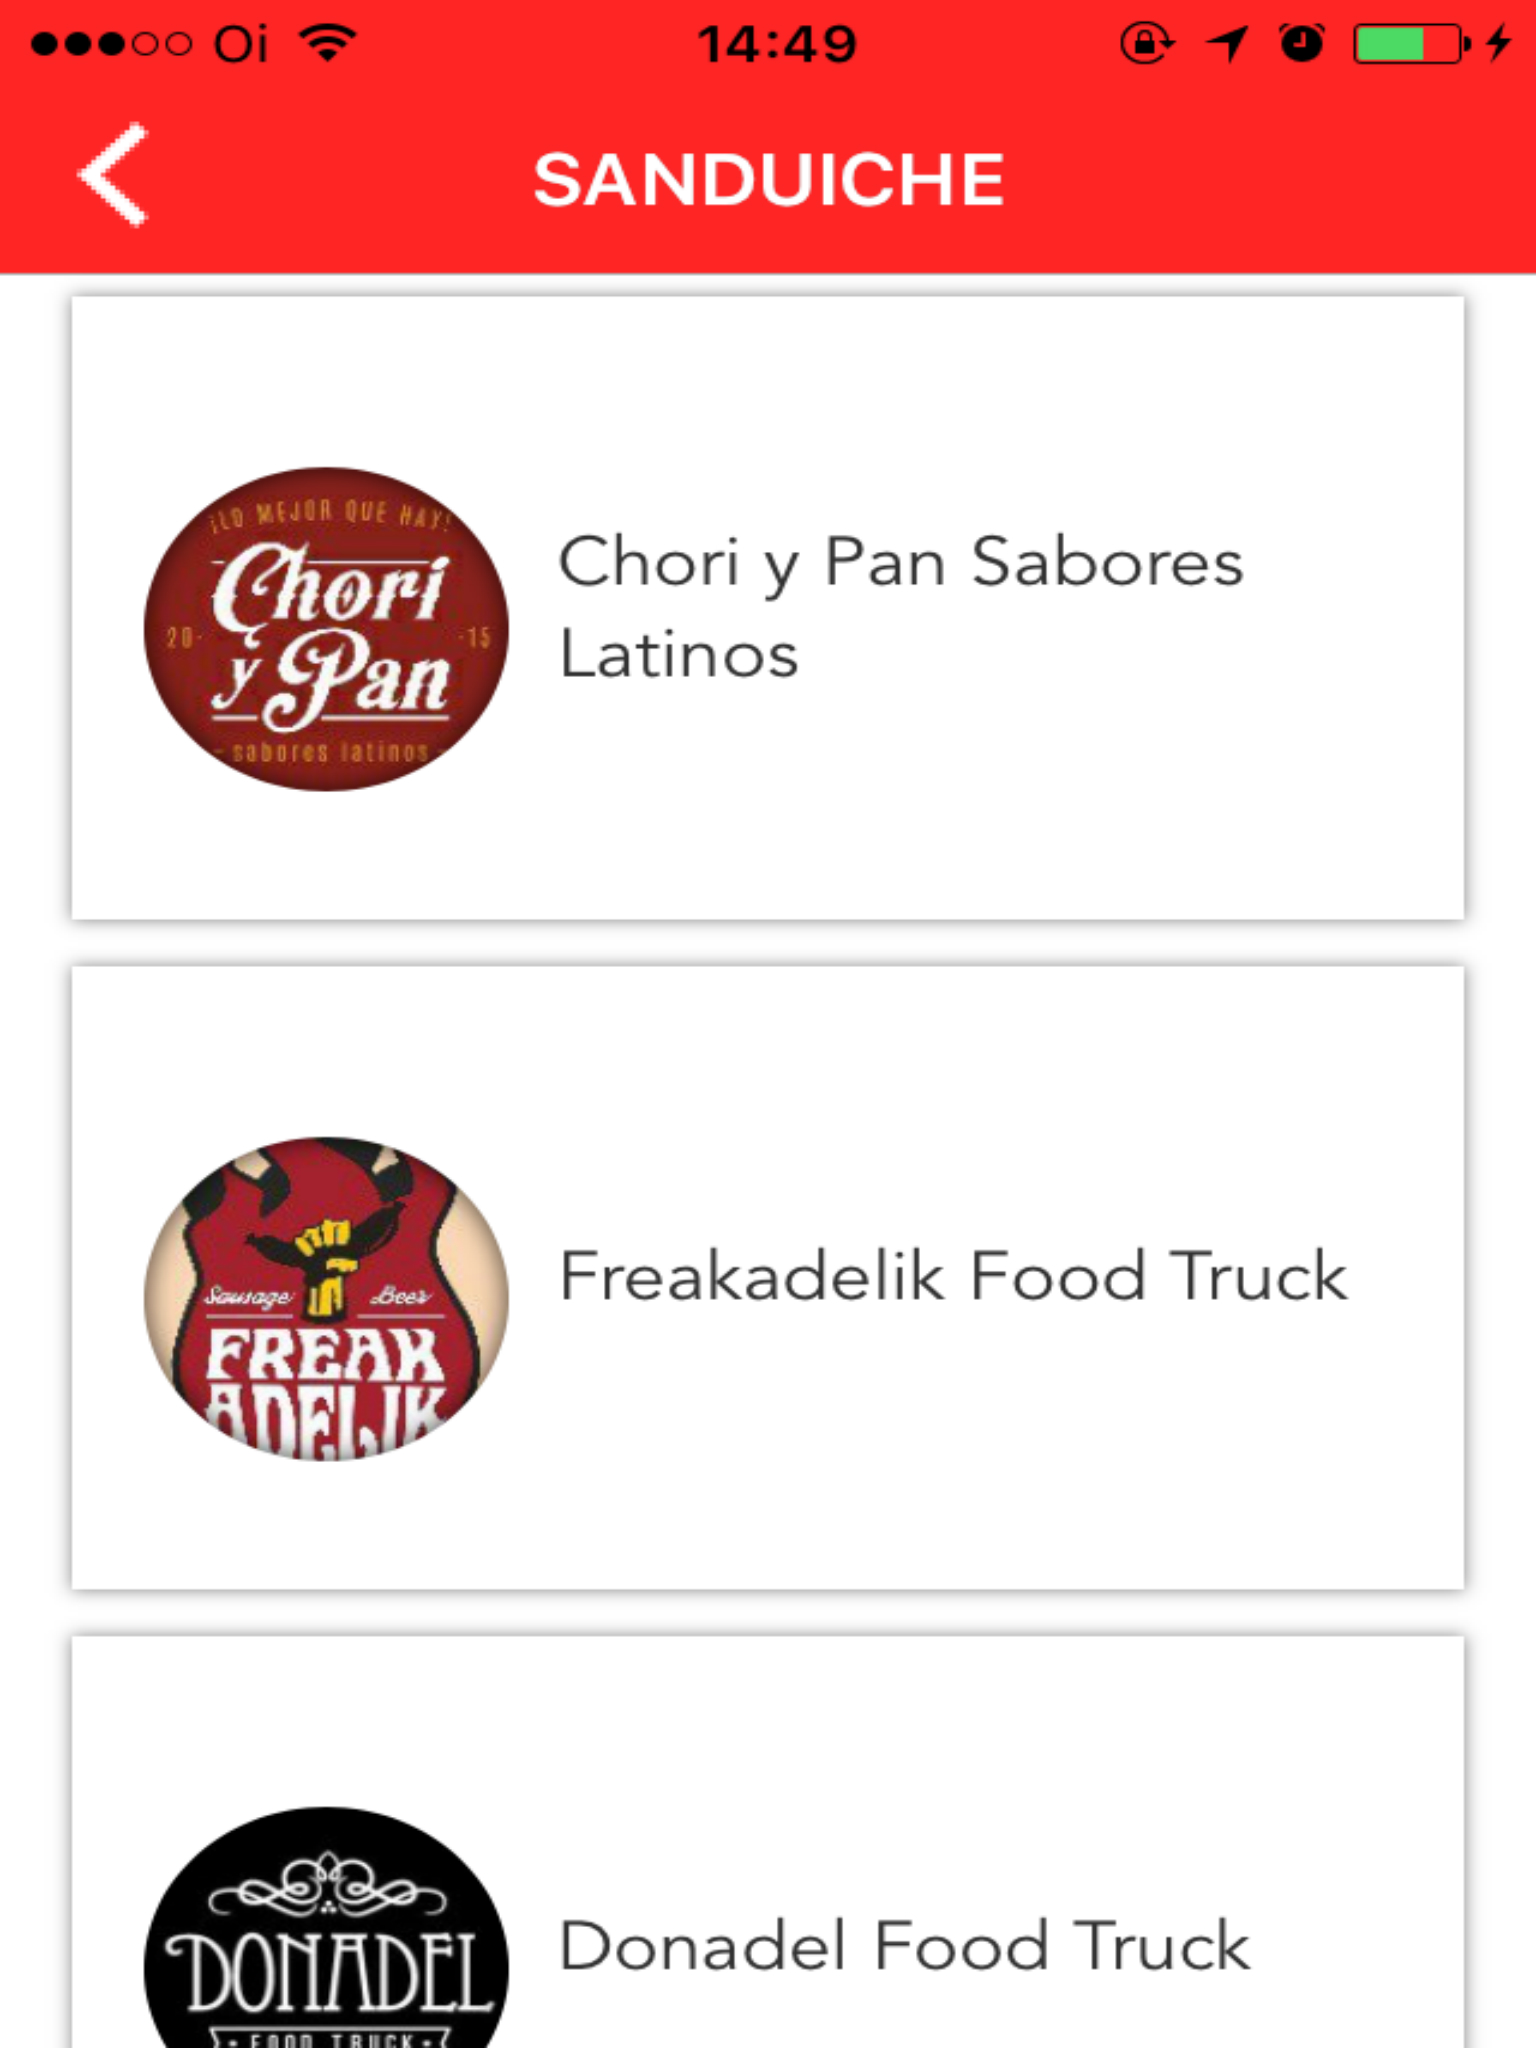 Oi 14:49
SANDUICHE
¡LO MEJOR QUE HAY!
Chori
20- -15
y Pan
- sabores latinos -
Chori y Pan Sabores
Latinos
Sausage Beer
FREAK
ADELIK
Freakadelik Food Truck
DONADEL
· FOOD TRUCK ·
Donadel Food Truck